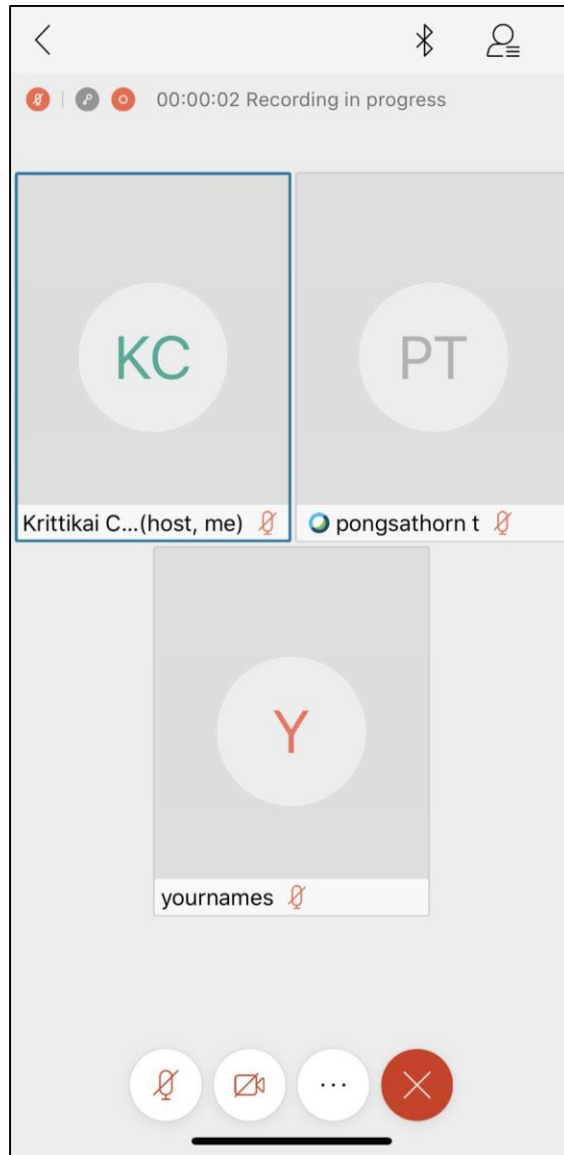 00:00:02 Recording in progress
KC
PT
Krittikai C...(host, me)
pongsathorn t
Y
yournames